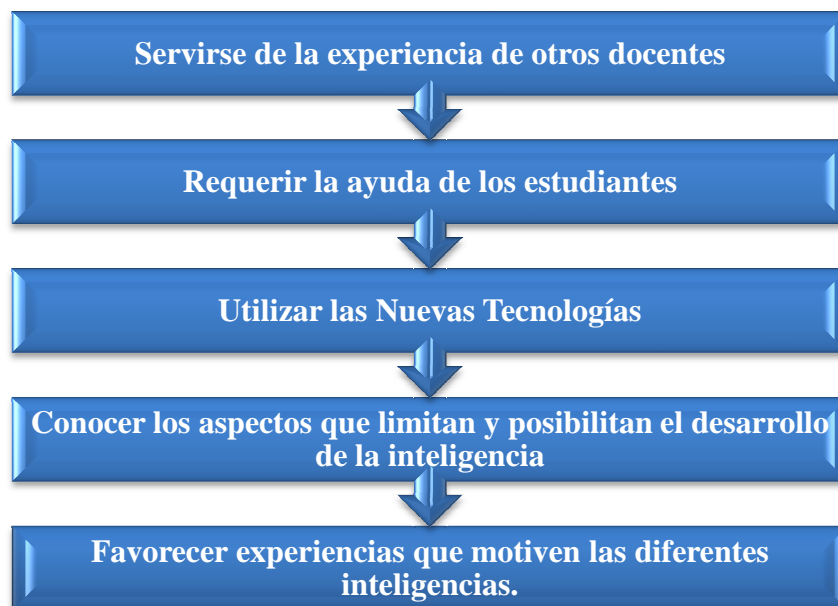 Servirse de la experiencia de otros docentes
Requerir la ayuda de los estudiantes
Utilizar las Nuevas Tecnologías
Conocer los aspectos que limitan y posibilitan el desarrollo
de la inteligencia
Favorecer experiencias que motiven las diferentes
inteligencias.